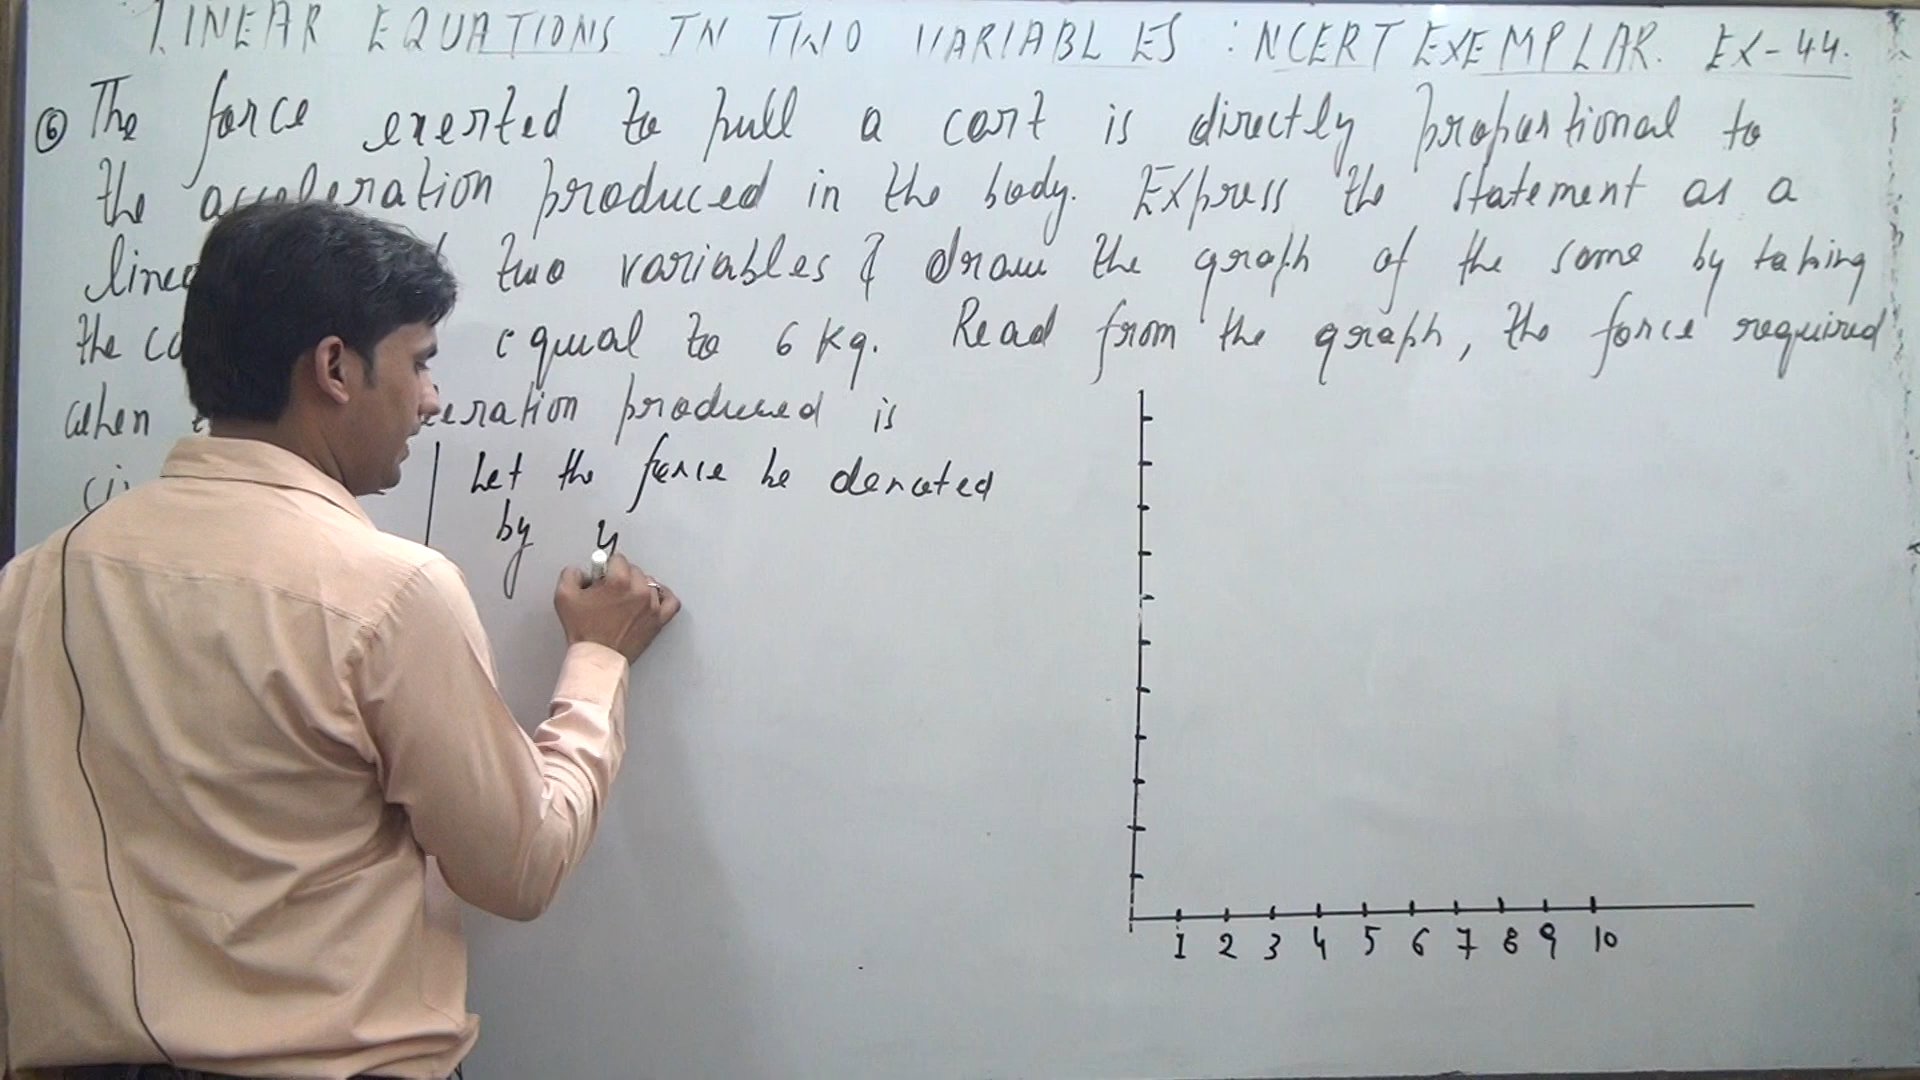 LINEAR EQUATIONS IN TWO VARIABLES : NCERT EXEMPLAR. EX-4.4.
⑥ The force exerted to pull a cart is directly proportional to
the acceleration produced in the body. Express the statement as a
two variables & draw the graph of the same by taking
the equal to 6 kg. Read from the graph, the force required
when produced is
Let the force be denoted
by y
1 2 3 4 5 6 7 8 9 10